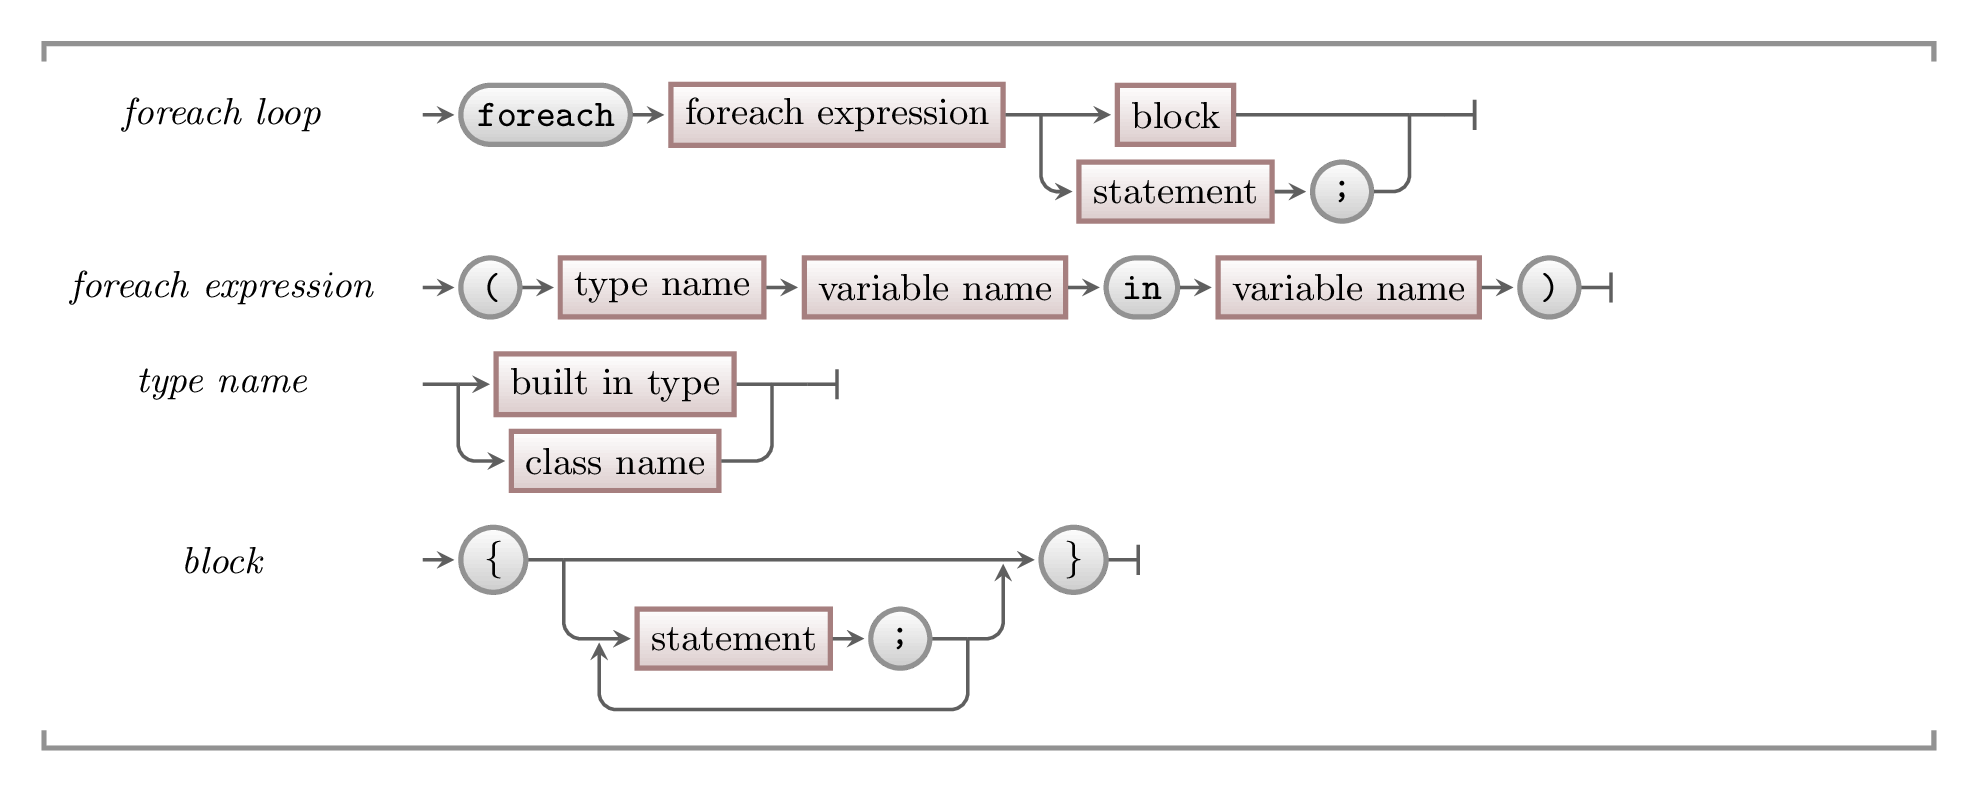 foreach loop foreach foreach expression block
statement ;
foreach expression ( type name variable name in variable name )
type name built in type
class name
block { }
statement ;